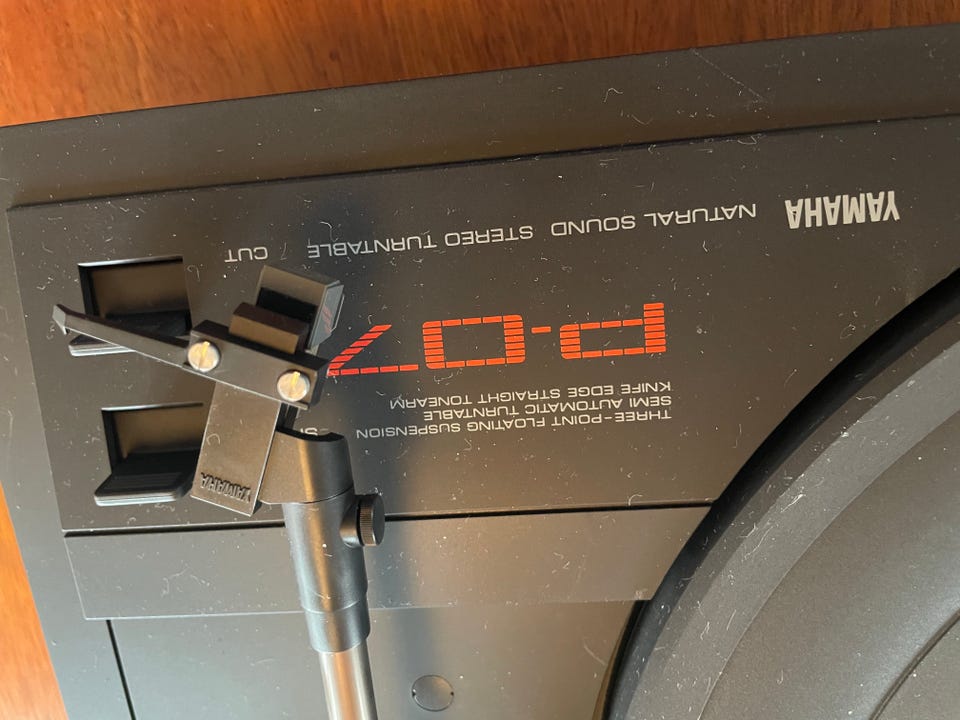 YAMAHA
THREE-POINT FLOATING SUSPENSION
SEMI AUTOMATIC TURNTABLE
KNIFE EDGE STRAIGHT TONEARM
P-07
YAMAHA NATURAL SOUND STEREO TURNTABLE
CUT